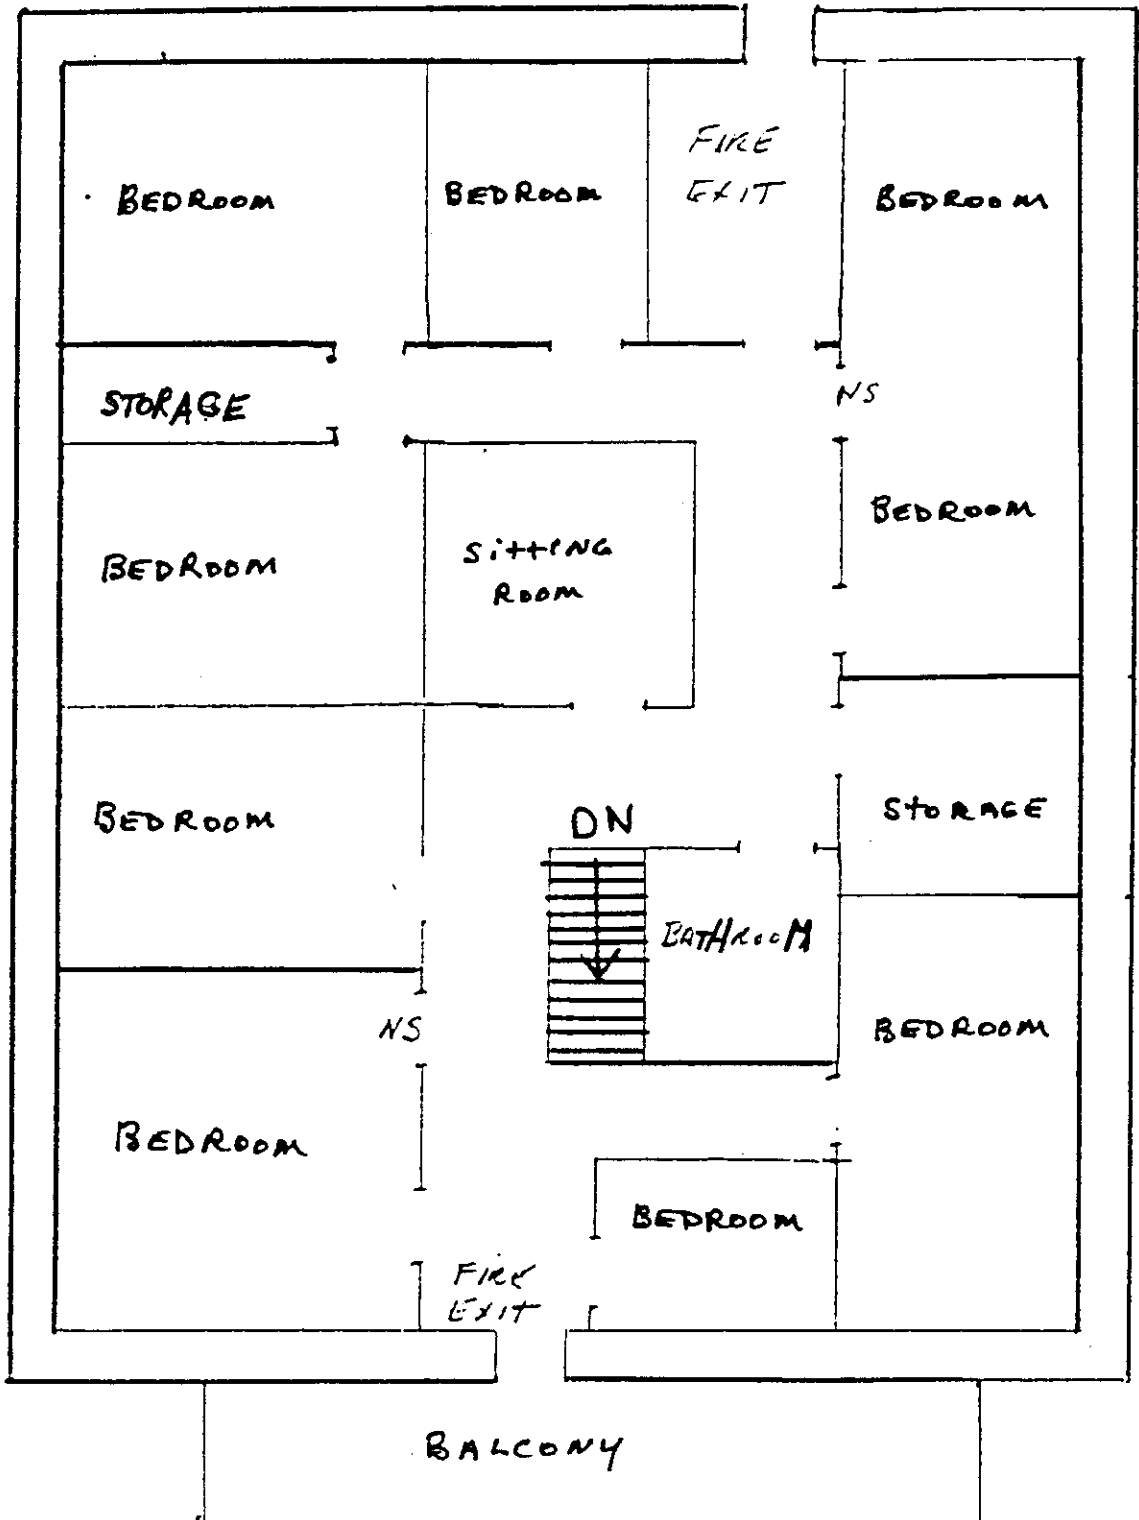 FIRE
EXIT
BEDROOM
BEDROOM
BEDROOM
NS
STORAGE
BEDROOM
SittING
ROOM
BEDROOM
BEDROOM
DN
StORAGE
BATHROOM
NS
BEDROOM
BEDROOM
BEDROOM
FIRE
EXIT
BALCONY